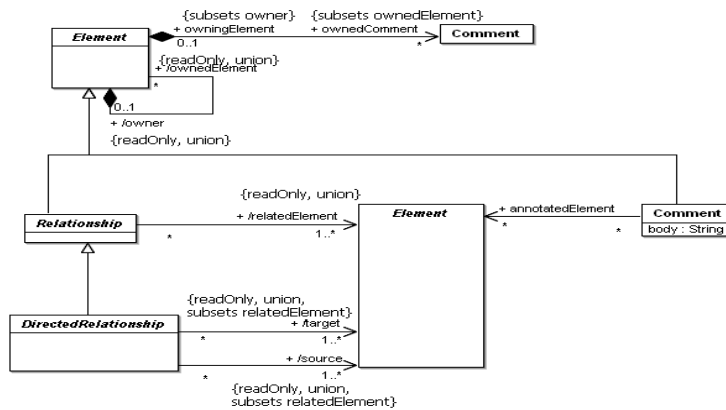 {subsets owner} {subsets ownedElement}
Element + owningElement + ownedComment Comment
0..1 *
{readOnly, union}
+ /ownedElement
*
0..1
+ /owner
{readOnly, union}
{readOnly, union}
Relationship + /relatedElement Element + annotatedElement Comment
* 1..* * * body : String
{readOnly, union,
subsets relatedElement}
DirectedRelationship + /target
* 1..*
+ /source
* 1..*
{readOnly, union,
subsets relatedElement}